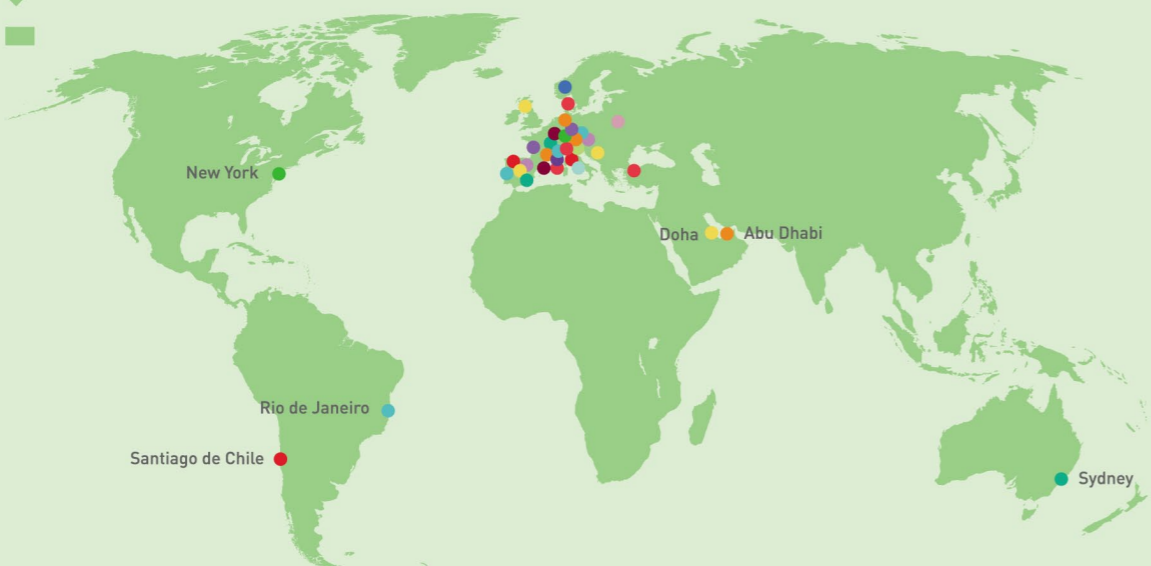 New York
Doha
Abu Dhabi
Rio de Janeiro
Santiago de Chile
Sydney